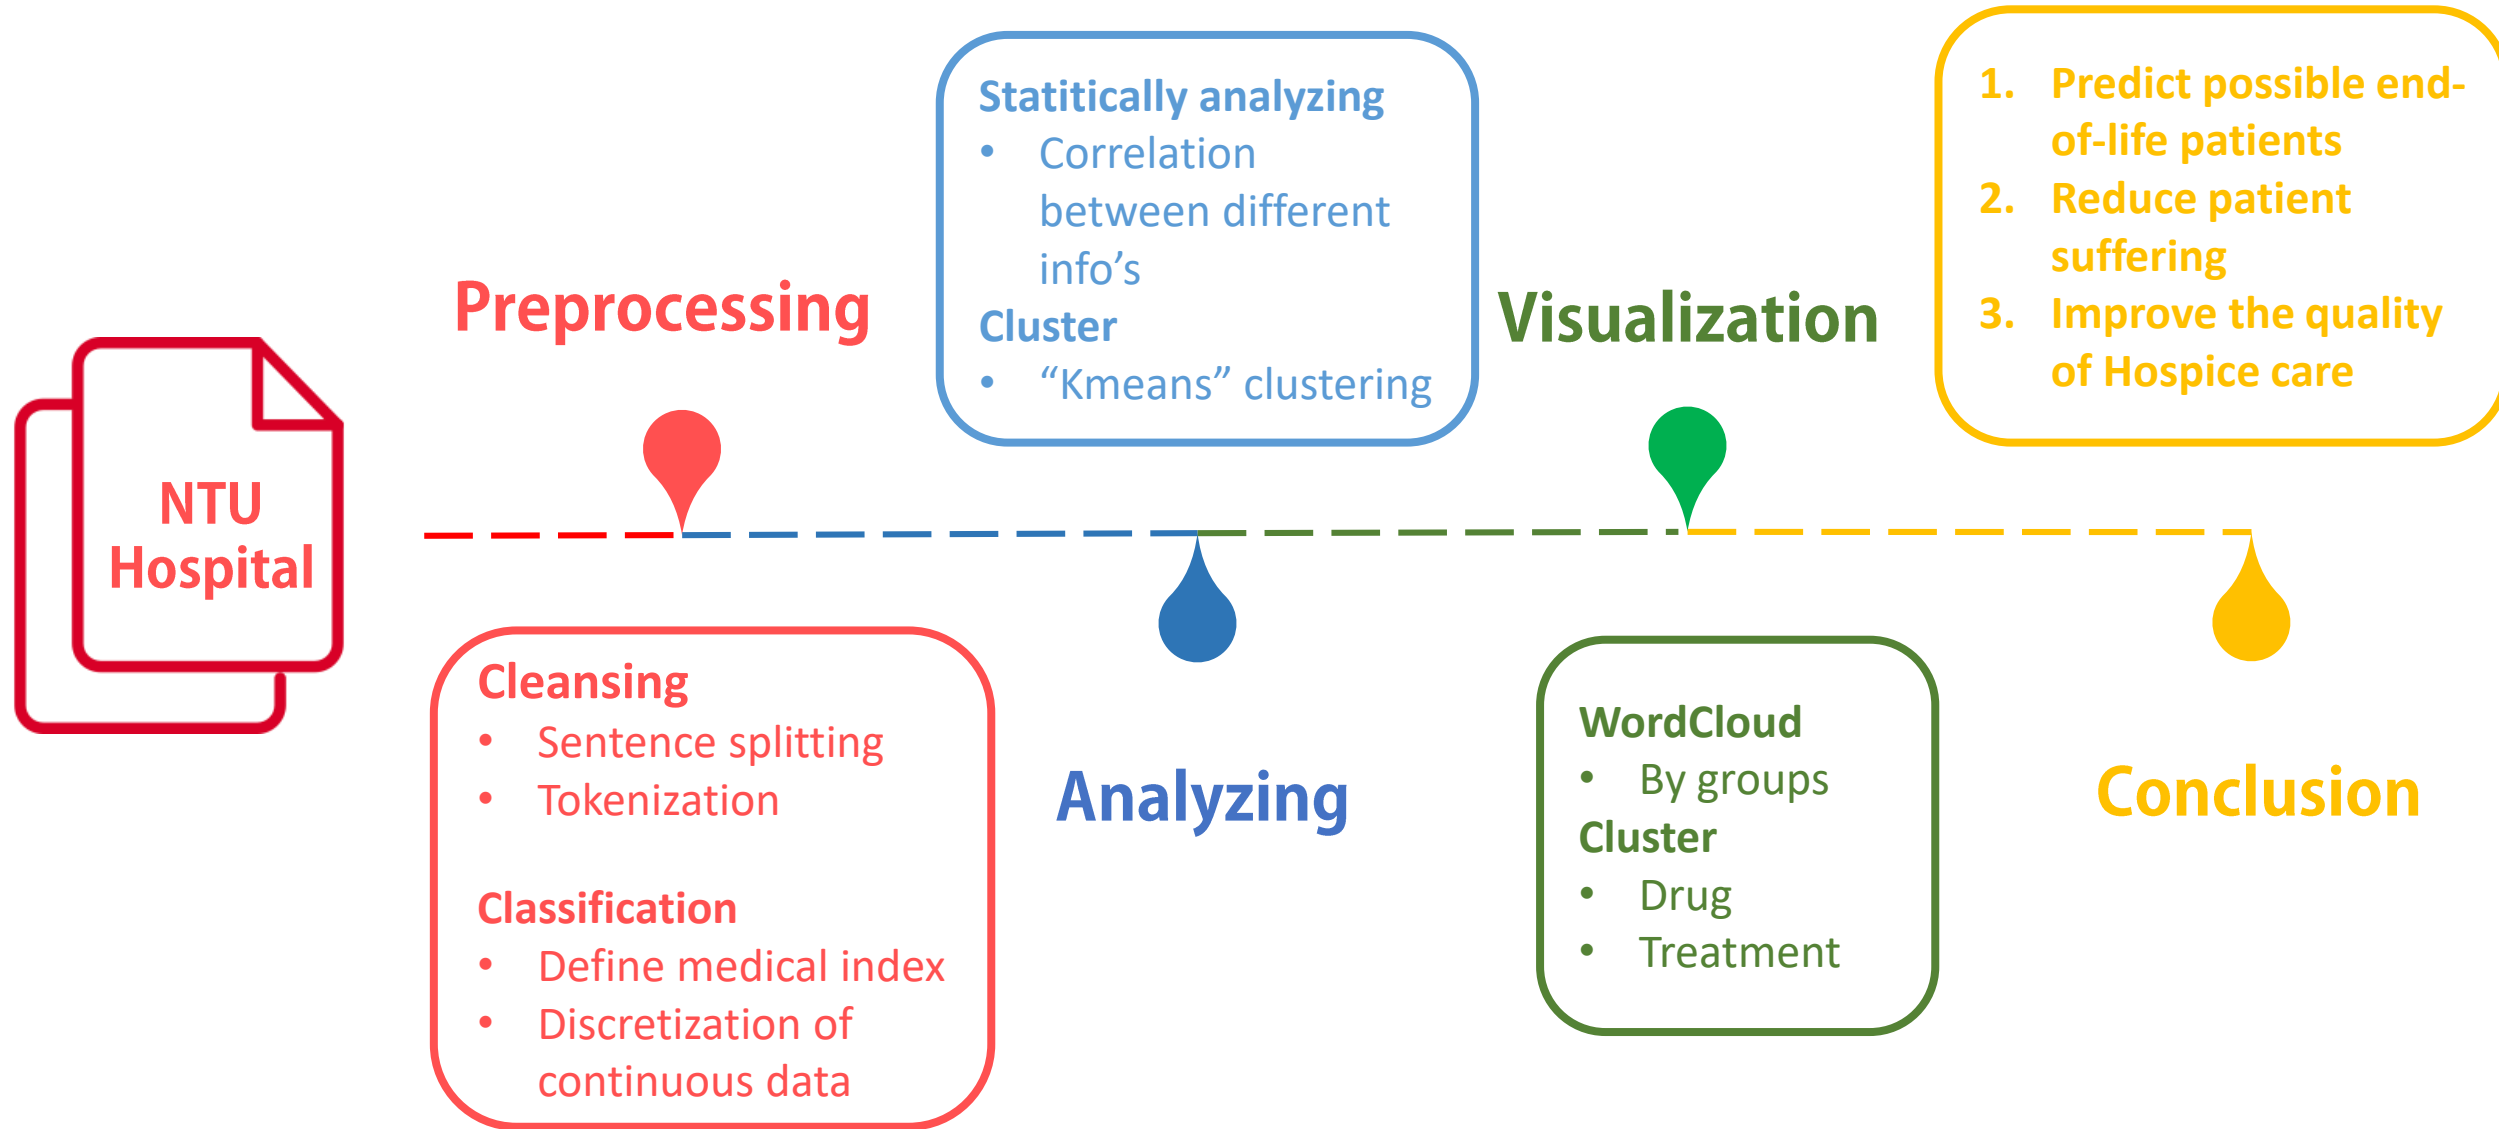 NTU
Hospital
Preprocessing
Cleansing
• Sentence splitting
• Tokenization
Classification
• Define medical index
• Discretization of
continuous data
Statitically analyzing
• Correlation
between different
info’s
Cluster
• “Kmeans” clustering
Analyzing
Visualization
WordCloud
• By groups
Cluster
• Drug
• Treatment
1. Predict possible end-
of-life patients
2. Reduce patient
suffering
3. Improve the quality
of Hospice care
Conclusion